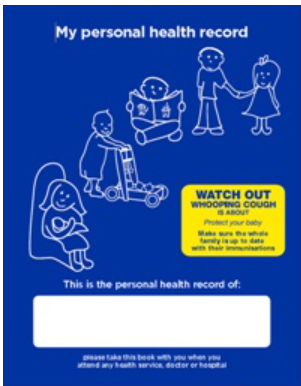 My personal health record
WATCH OUT
WHOOPING COUGH
IS ABOUT
Protect your baby
Make sure the whole
family is up to date
with their immunisations
This is the personal health record of:
please take this book with you when you
attend any health service, doctor or hospital